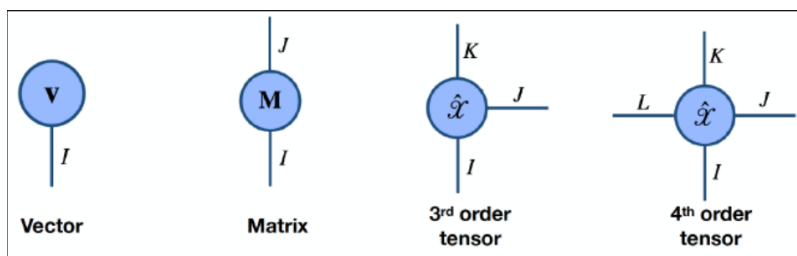 K
J
K
J
L
J
V
M
𝒳̂
𝒳̂
I
I
I
I
Vector
Matrix
3rd order
tensor
4th order
tensor